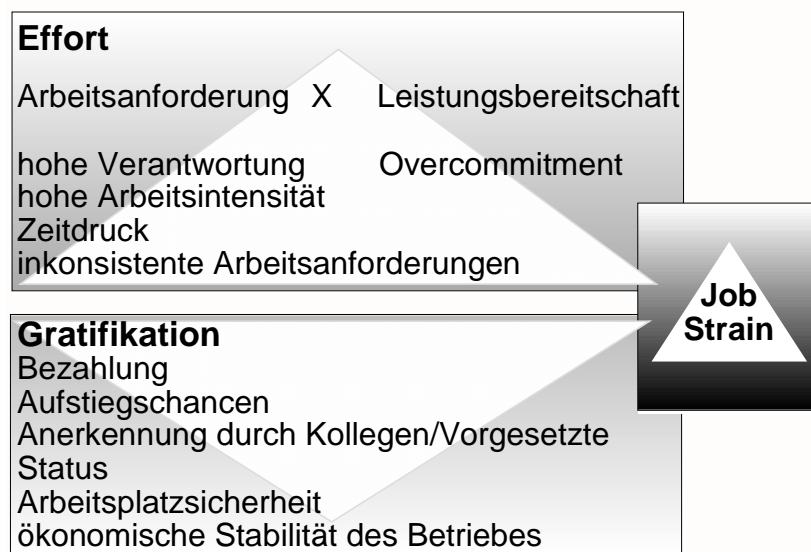 Effort
Arbeitsanforderung X Leistungsbereitschaft
hohe Verantwortung Overcommitment
hohe Arbeitsintensität
Zeitdruck
inkonsistente Arbeitsanforderungen
Job
Strain
Gratifikation
Bezahlung
Aufstiegschancen
Anerkennung durch Kollegen/Vorgesetzte
Status
Arbeitsplatzsicherheit
ökonomische Stabilität des Betriebes